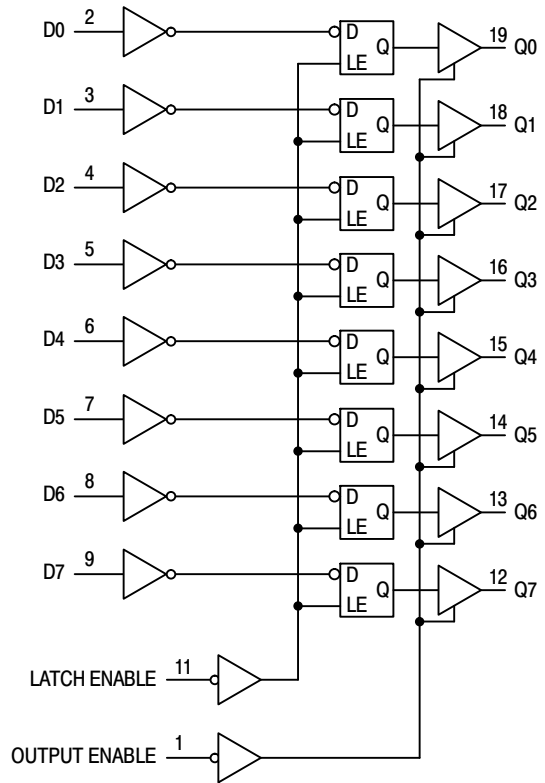 D0 2 D Q LE 19 Q0
D1 3 D Q LE 18 Q1
D2 4 D Q LE 17 Q2
D3 5 D Q LE 16 Q3
D4 6 D Q LE 15 Q4
D5 7 D Q LE 14 Q5
D6 8 D Q LE 13 Q6
D7 9 D Q LE 12 Q7
LATCH ENABLE 11
OUTPUT ENABLE 1